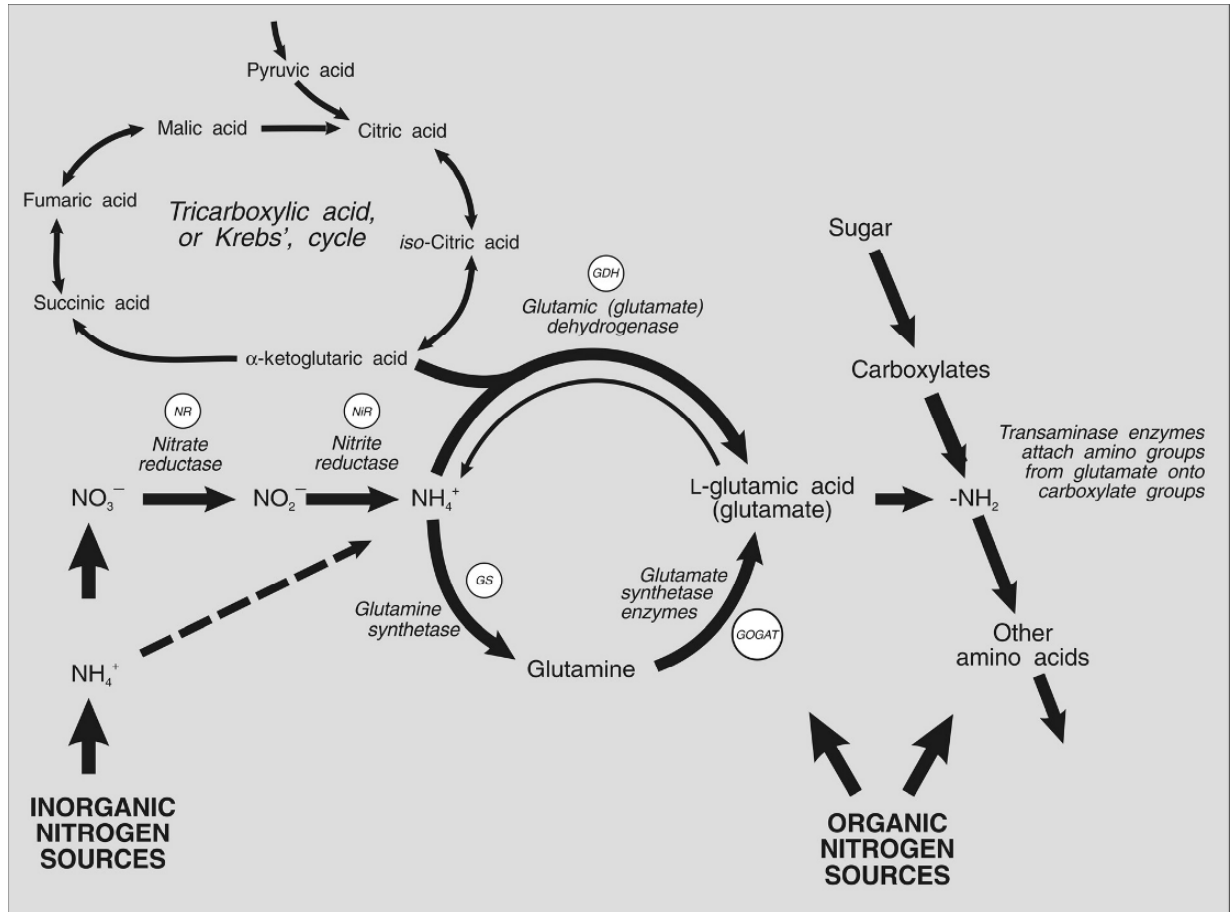 Pyruvic acid
Malic acid
Citric acid
Fumaric acid
Tricarboxylic acid,
or Krebs', cycle
iso-Citric acid
Succinic acid
α-ketoglutaric acid
GDH
Glutamic (glutamate)
dehydrogenase
Sugar
Carboxylates
Transaminase enzymes
attach amino groups
from glutamate onto
carboxylate groups
NR
Nitrate
reductase
NiR
Nitrite
reductase
NO₃⁻
NO₂⁻
NH₄⁺
L-glutamic acid
(glutamate)
-NH₂
GS
Glutamine
synthetase
Glutamate
synthetase
enzymes
GOGAT
Glutamine
Other
amino acids
NH₄⁺
INORGANIC
NITROGEN
SOURCES
ORGANIC
NITROGEN
SOURCES